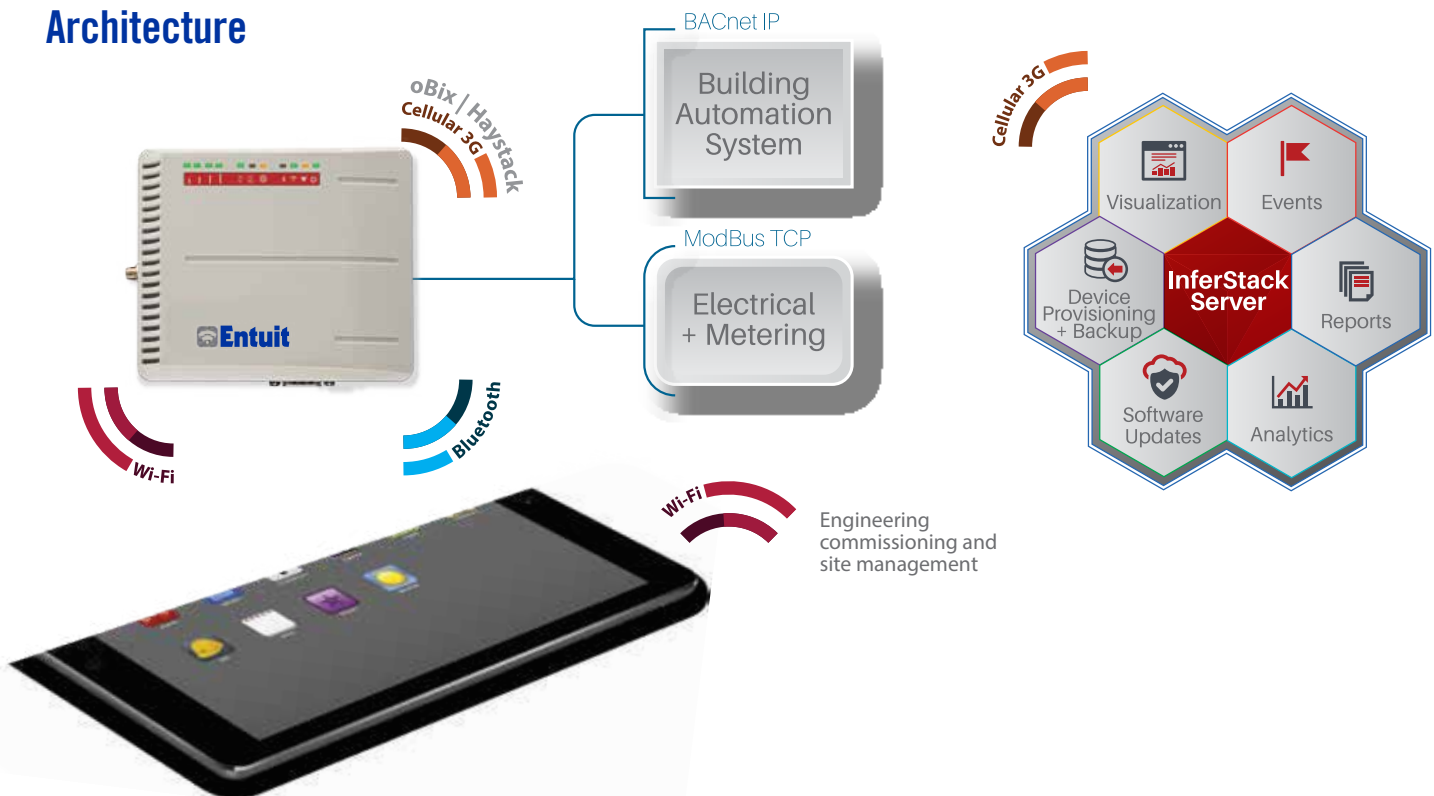 Architecture
oBix | Haystack
Cellular 3G
Entuit
Wi-Fi
Bluetooth
BACnet IP
Building
Automation
System
ModBus TCP
Electrical
+ Metering
Cellular 3G
Visualization
Events
Device
Provisioning
+ Backup
InferStack
Server
Reports
Software
Updates
Analytics
Wi-Fi
Engineering
commissioning and
site management